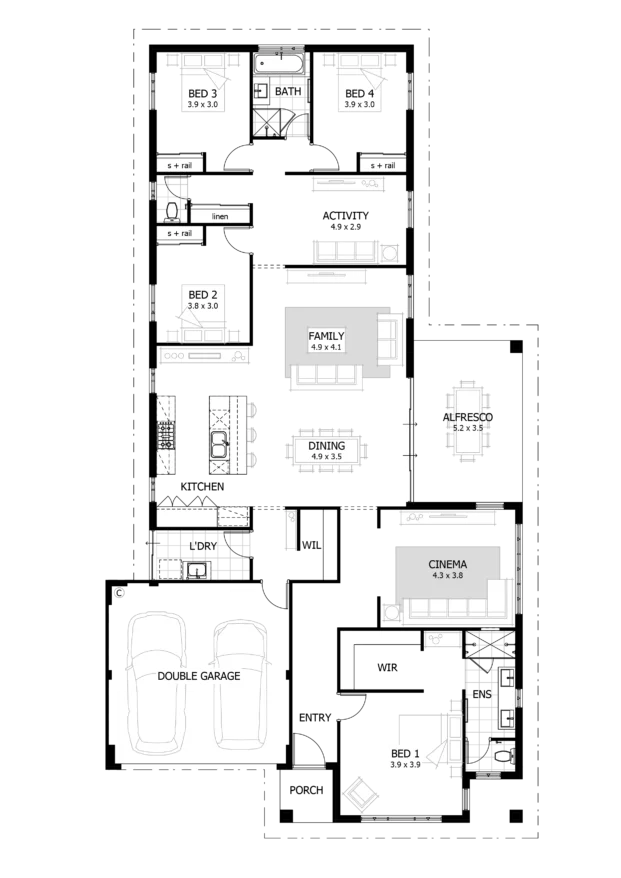 BED 3
3.9 x 3.0
BATH
BED 4
3.9 x 3.0
s + rail
s + rail
linen
ACTIVITY
4.9 x 2.9
s + rail
BED 2
3.8 x 3.0
FAMILY
4.9 x 4.1
ALFRESCO
5.2 x 3.5
DINING
4.9 x 3.5
KITCHEN
L'DRY
WIL
CINEMA
4.3 x 3.8
C
WIR
DOUBLE GARAGE
ENS
ENTRY
BED 1
3.9 x 3.9
PORCH